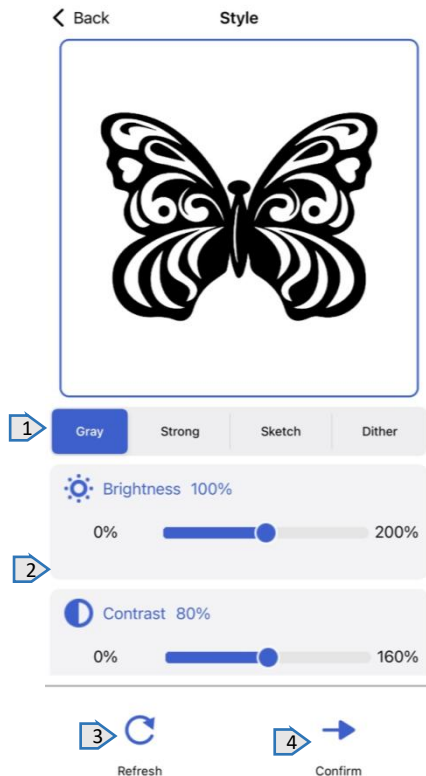 Back Style
1 Gray Strong Sketch Dither
Brightness 100%
0% 200%
2
Contrast 80%
0% 160%
3 4
Refresh Confirm